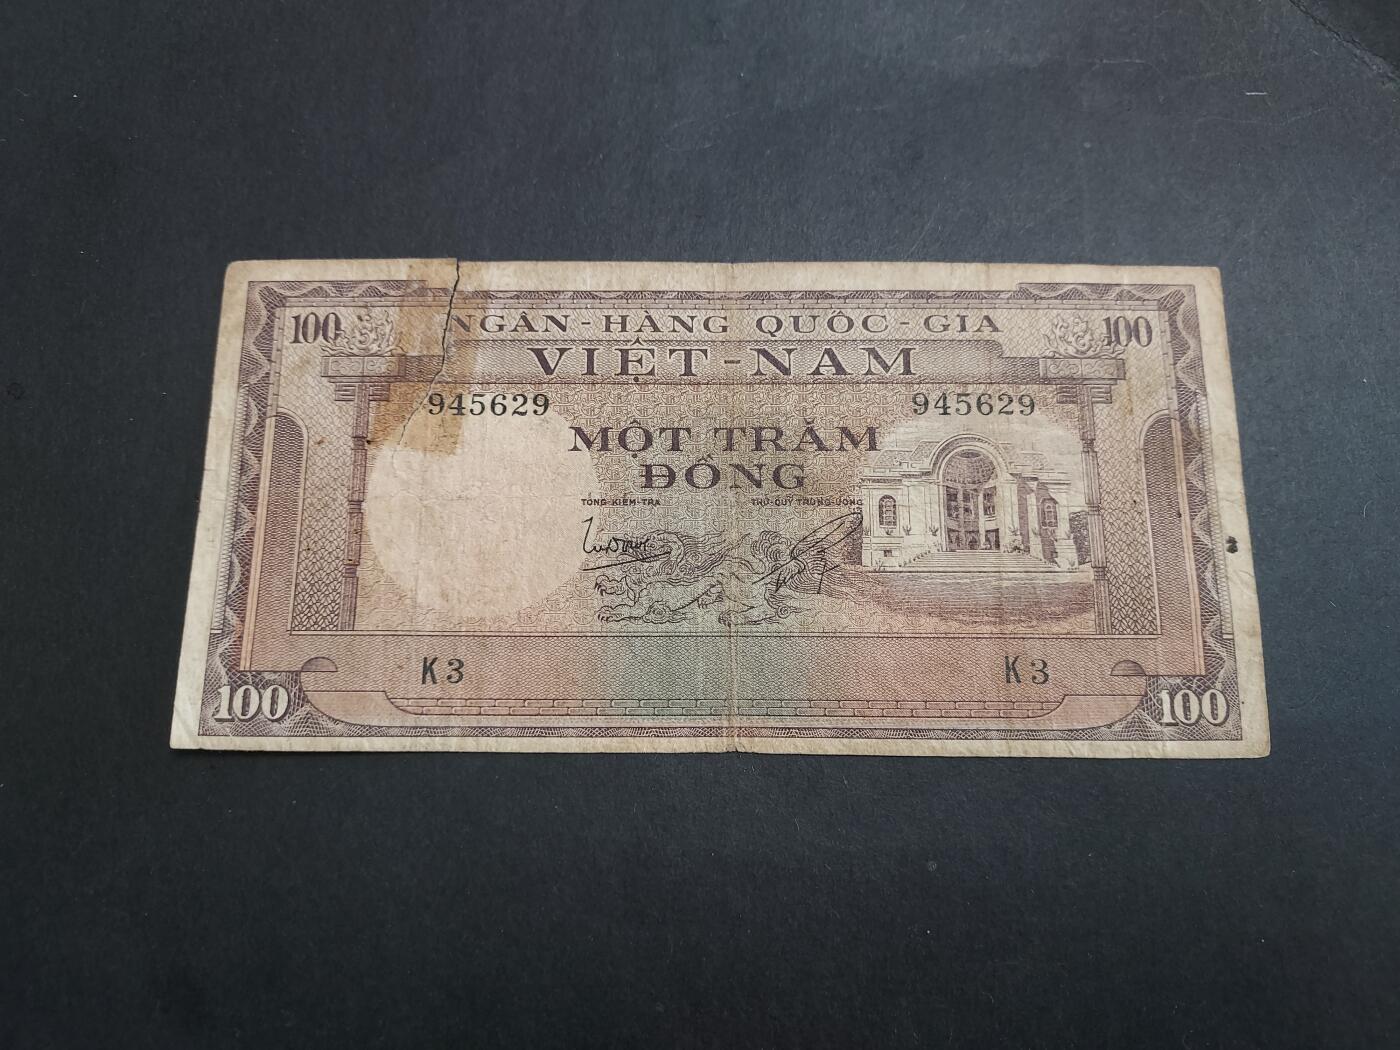 100 NGÂN-HÀNG QUỐC-GIA 100
VIỆT-NAM
945629 945629
MỘT TRĂM
ĐỒNG
TỔNG-KIỂM-TRA THỦ-QUỸ TRUNG-ƯƠNG
K3 K3
100 100